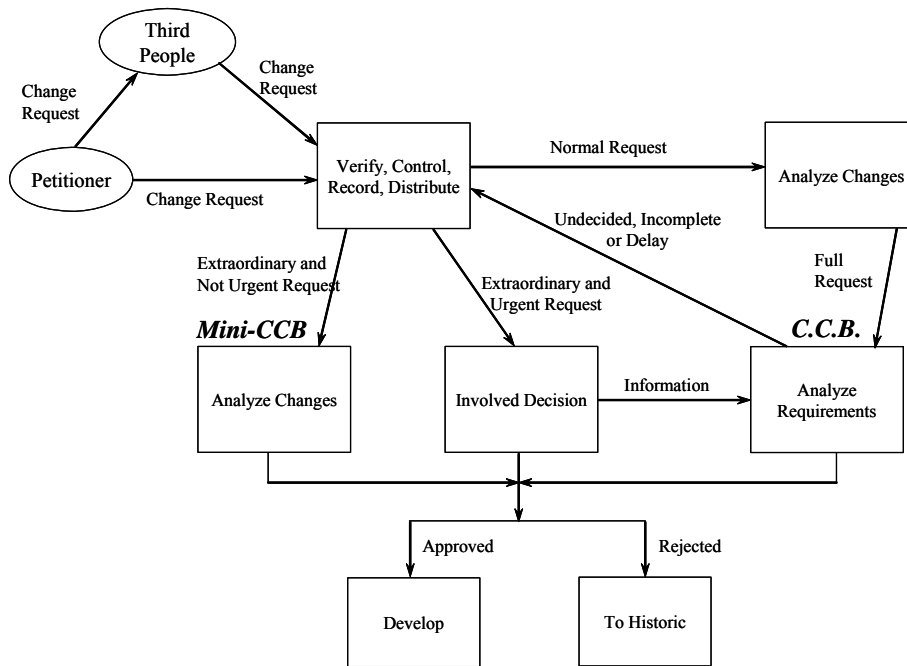 Third
People
Change
Request
Change
Request
Petitioner
Change Request
Verify, Control,
Record, Distribute
Normal Request
Analyze Changes
Undecided, Incomplete
or Delay
Extraordinary and
Not Urgent Request
Extraordinary and
Urgent Request
Full
Request
Mini-CCB
C.C.B.
Analyze Changes
Involved Decision
Information
Analyze
Requirements
Approved
Rejected
Develop
To Historic